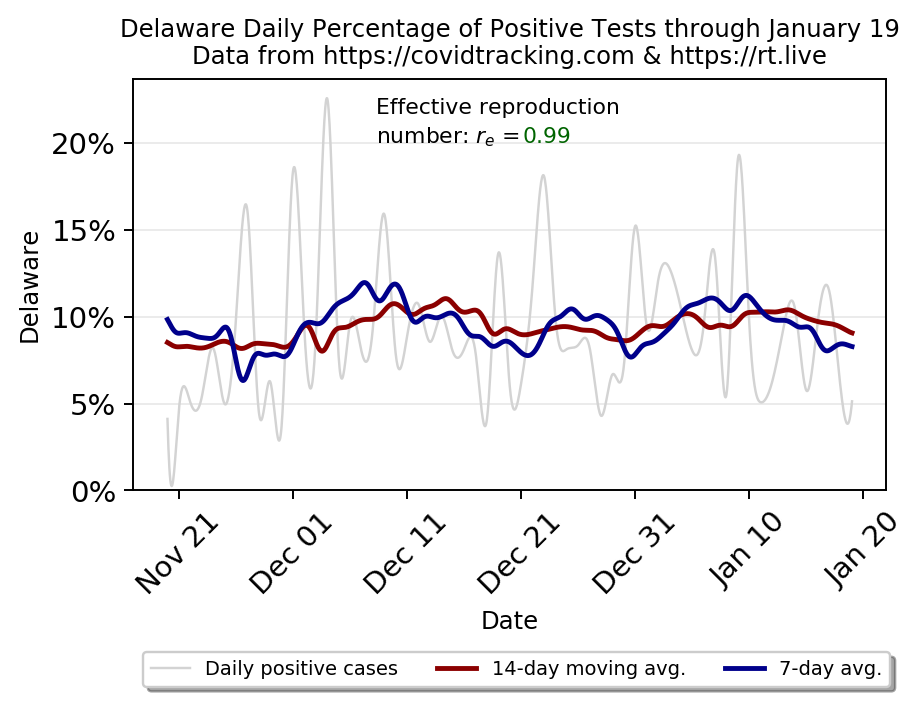 Delaware Daily Percentage of Positive Tests through January 19
Data from https://covidtracking.com & https://rt.live
Effective reproduction
number: r_e = 0.99
20%
15%
10%
5%
0%
Delaware
Nov 21
Dec 01
Dec 11
Dec 21
Dec 31
Jan 10
Jan 20
Date
Daily positive cases
14-day moving avg.
7-day avg.